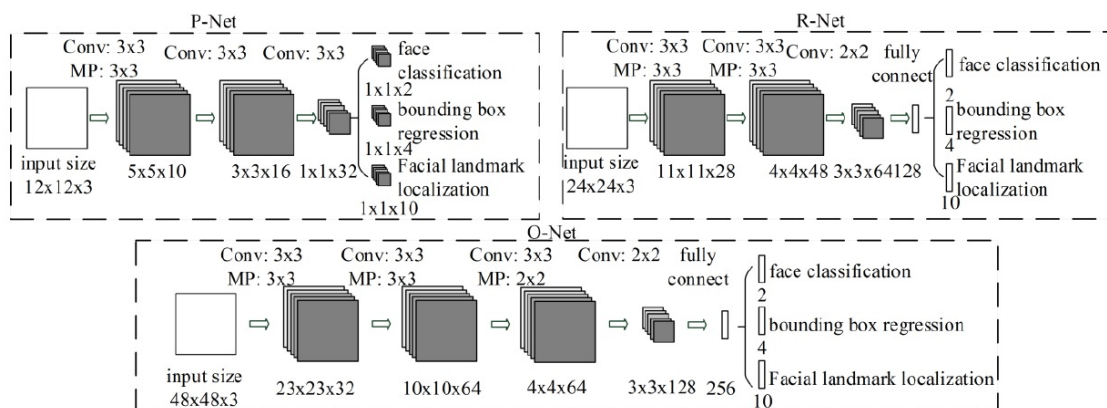 P-Net
Conv: 3x3 Conv: 3x3 Conv: 3x3
MP: 3x3
face
classification
1x1x2
bounding box
regression
1x1x4
Facial landmark
localization
1x1x10
input size
12x12x3
5x5x10
3x3x16
1x1x32
R-Net
Conv: 3x3 Conv: 3x3 Conv: 2x2 fully
MP: 3x3 MP: 3x3 connect
face classification
2
bounding box
regression
4
Facial landmark
localization
10
input size
24x24x3
11x11x28
4x4x48
3x3x64
128
O-Net
Conv: 3x3 Conv: 3x3 Conv: 3x3 Conv: 2x2 fully
MP: 3x3 MP: 3x3 MP: 2x2 connect
face classification
2
bounding box regression
4
Facial landmark localization
10
input size
48x48x3
23x23x32
10x10x64
4x4x64
3x3x128
256